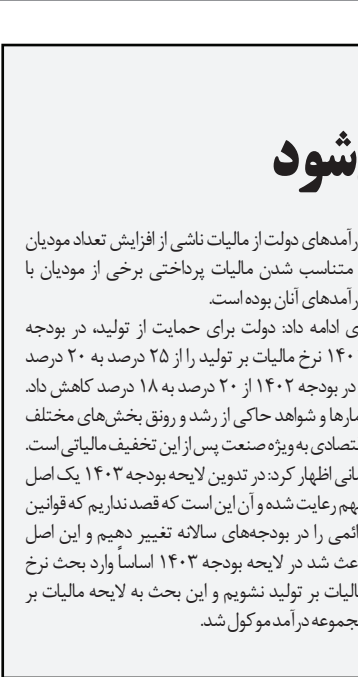 شود
رآمدهای دولت از مالیات ناشی از افزایش تعداد مودیان
متناسب شدن مالیات پرداختی برخی از مودیان با
رآمدهای آنان بوده است.
ی ادامه داد: دولت برای حمایت از تولید، در بودجه
۱۴۰ نرخ مالیات بر تولید را از ۲۵ درصد به ۲۰ درصد
در بودجه ۱۴۰۲ از ۲۰ درصد به ۱۸ درصد کاهش داد.
مارها و شواهد حاکی از رشد و رونق بخش‌های مختلف
تصادی به ویژه صنعت پس از این تخفیف مالیاتی است.
سانی اظهار کرد: در تدوین لایحه بودجه ۱۴۰۳ یک اصل
هم رعایت شده و آن این است که قصد نداریم که قوانین
ائمی را در بودجه‌های سالانه تغییر دهیم و این اصل
عث شد در لایحه بودجه ۱۴۰۳ اساساً وارد بحث نرخ
الیات بر تولید نشویم و این بحث به لایحه مالیات بر
جموعه درآمد موکول شد.